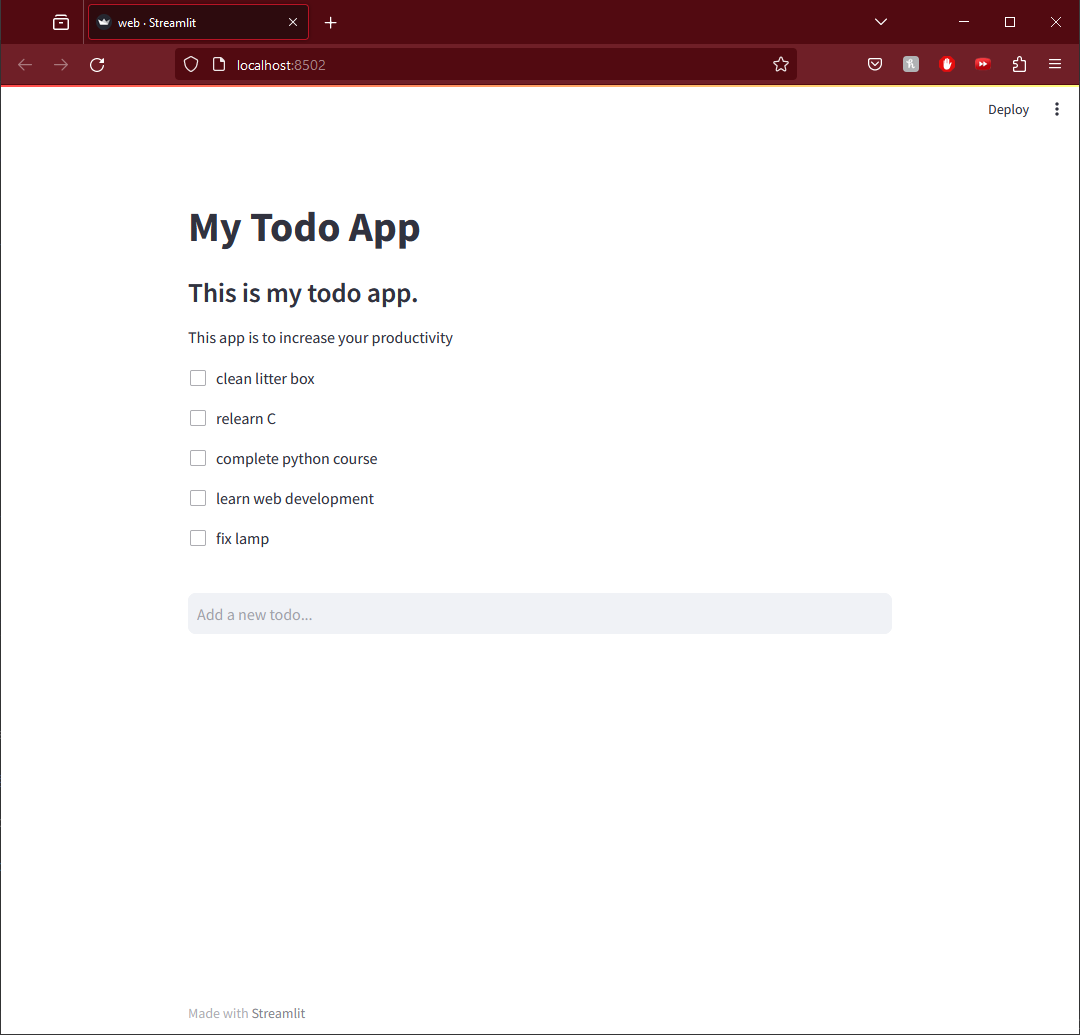 web · Streamlit
localhost:8502
Deploy
My Todo App
This is my todo app.
This app is to increase your productivity
clean litter box
relearn C
complete python course
learn web development
fix lamp
Add a new todo...
Made with Streamlit